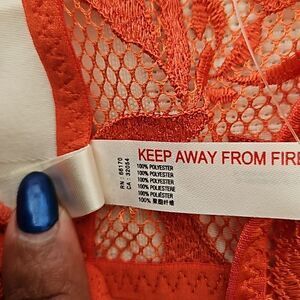 RN : 86170
CA : 32054
KEEP AWAY FROM FIRE
100% POLYESTER
100% POLYESTER
100% POLYESTER
100% POLIESTERE
100% POLIÉSTER
100% 聚酯纤维